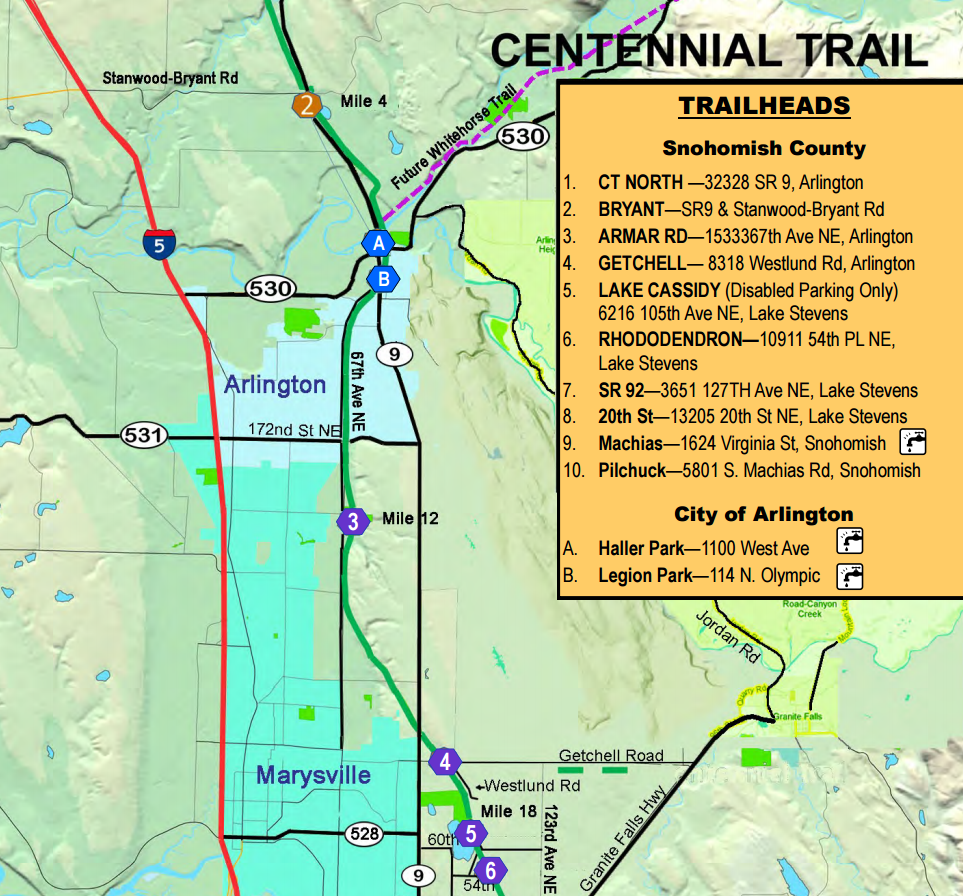 CENTENNIAL TRAIL
TRAILHEADS
Snohomish County
1. CT NORTH —32328 SR 9, Arlington
2. BRYANT—SR9 & Stanwood-Bryant Rd
3. ARMAR RD—1533367th Ave NE, Arlington
4. GETCHELL— 8318 Westlund Rd, Arlington
5. LAKE CASSIDY (Disabled Parking Only)
6216 105th Ave NE, Lake Stevens
6. RHODODENDRON—10911 54th PL NE,
Lake Stevens
7. SR 92—3651 127TH Ave NE, Lake Stevens
8. 20th St—13205 20th St NE, Lake Stevens
9. Machias—1624 Virginia St, Snohomish
10. Pilchuck—5801 S. Machias Rd, Snohomish
City of Arlington
A. Haller Park—1100 West Ave
B. Legion Park—114 N. Olympic
Stanwood-Bryant Rd
2
Mile 4
Future Whitehorse Trail
530
5
A
B
530
9
67th Ave NE
Arlington
531
172nd St NE
3
Mile 12
Road-Canyon
Creek
Jordan Rd
Quarry Rd
Granite Falls
4
Getchell Road
Marysville
Westlund Rd
Mile 18
123rd Ave NE
Granite Falls Hwy
528
60th
5
6
9
54th